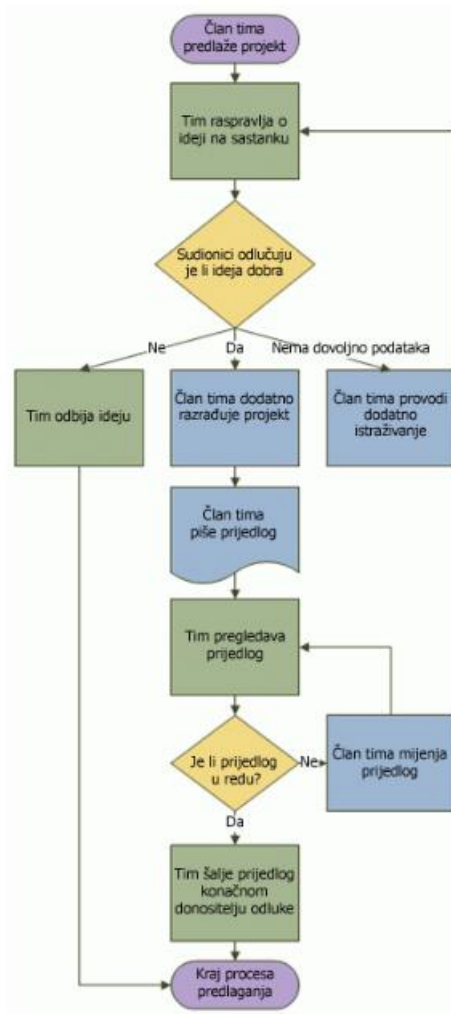 Član tima
predlaže projekt
Tim raspravlja o
ideji na sastanku
Sudionici odlučuju
je li ideja dobra
Ne
Da
Nema dovoljno podataka
Tim odbija ideju
Član tima dodatno
razrađuje projekt
Član tima provodi
dodatno
istraživanje
Član tima
piše prijedlog
Tim pregledava
prijedlog
Je li prijedlog
u redu?
Ne
Član tima mijenja
prijedlog
Da
Tim šalje prijedlog
konačnom
donositelju odluke
Kraj procesa
predlaganja